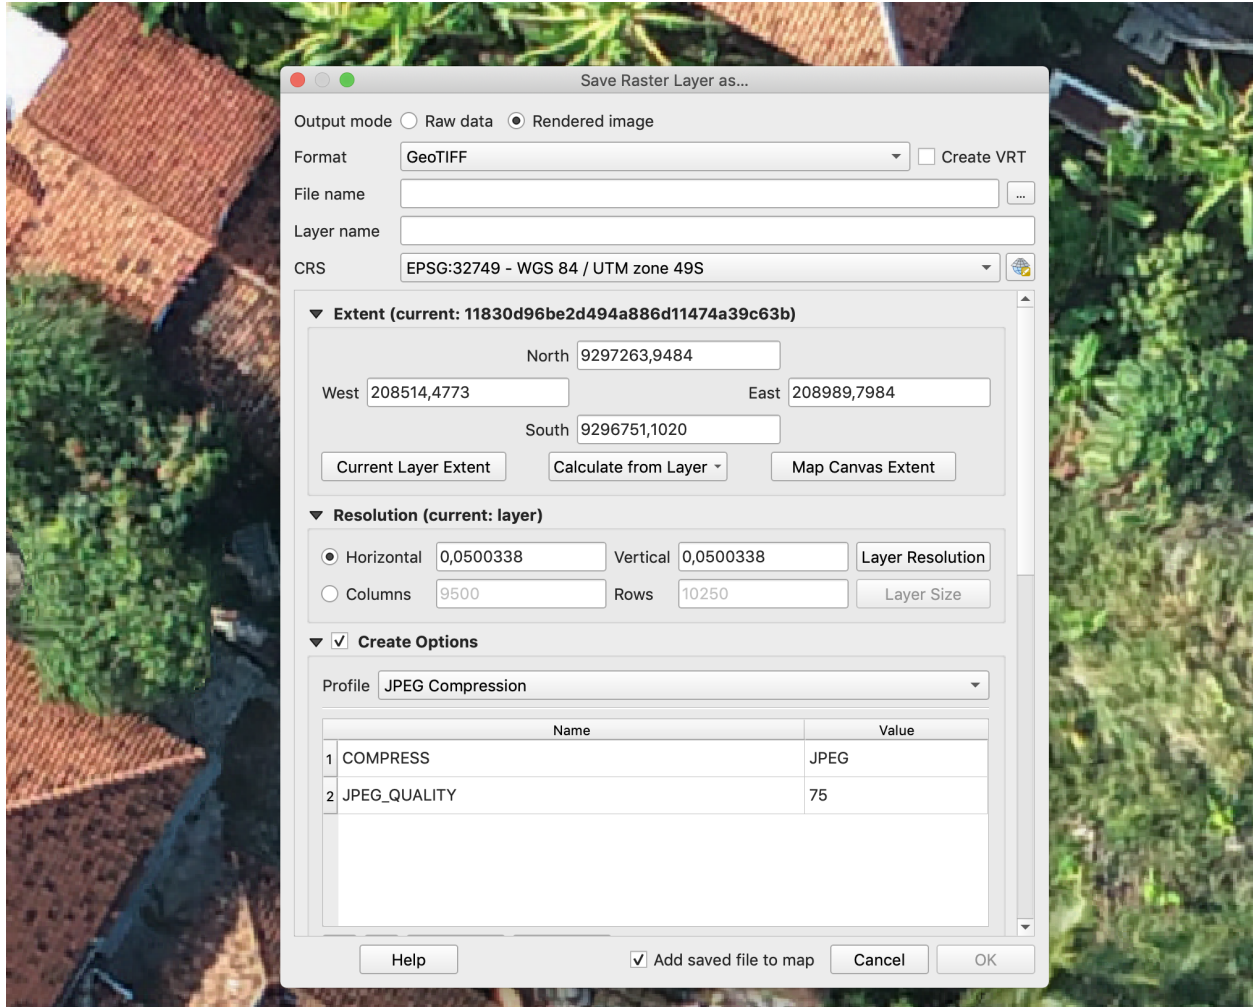 Save Raster Layer as...
Output mode Raw data Rendered image
Format GeoTIFF Create VRT
File name ...
Layer name
CRS EPSG:32749 - WGS 84 / UTM zone 49S
Extent (current: 11830d96be2d494a886d11474a39c63b)
North 9297263,9484
West 208514,4773 East 208989,7984
South 9296751,1020
Current Layer Extent Calculate from Layer Map Canvas Extent
Resolution (current: layer)
Horizontal 0,0500338 Vertical 0,0500338 Layer Resolution
Columns 9500 Rows 10250 Layer Size
Create Options
Profile JPEG Compression
Name Value
1 COMPRESS JPEG
2 JPEG_QUALITY 75
Help Add saved file to map Cancel OK